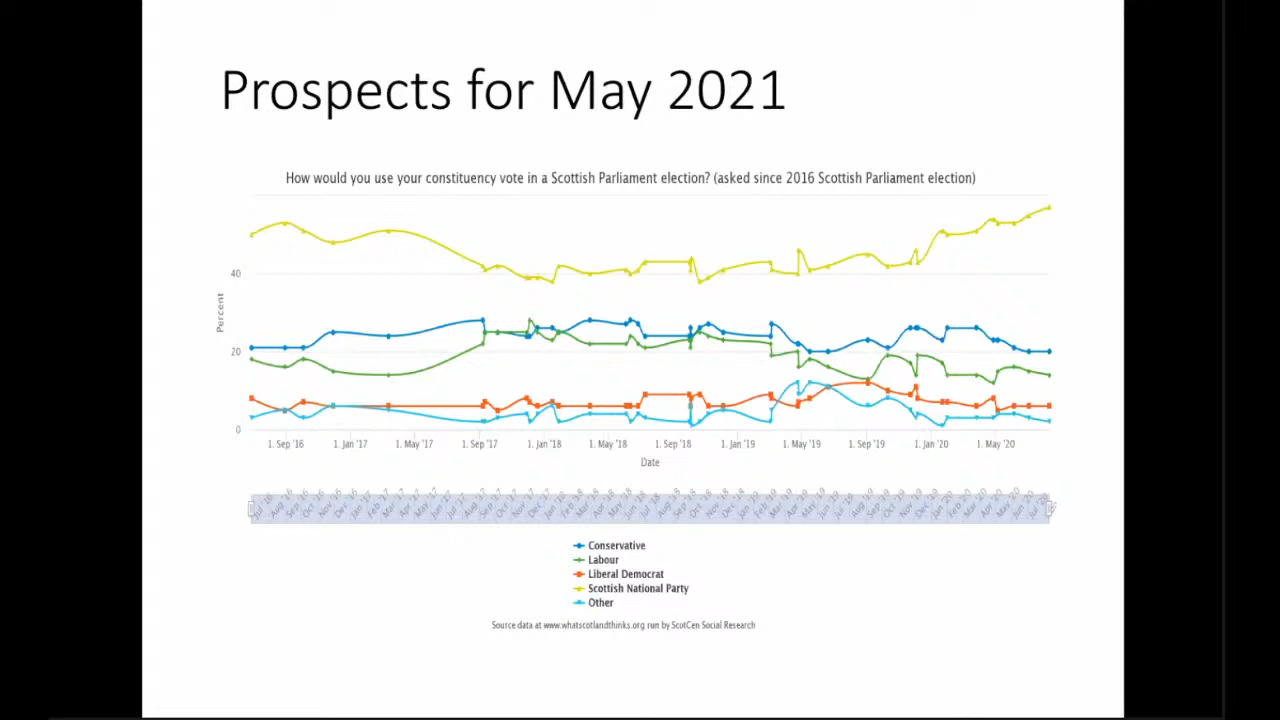 Prospects for May 2021
How would you use your constituency vote in a Scottish Parliament election? (asked since 2016 Scottish Parliament election)
40
20
0
Percent
1. Sep '16 1. Jan '17 1. May '17 1. Sep '17 1. Jan '18 1. May '18 1. Sep '18 1. Jan '19 1. May '19 1. Sep '19 1. Jan '20 1. May '20
Date
Conservative
Labour
Liberal Democrat
Scottish National Party
Other
Source data at www.whatscotlandthinks.org run by ScotCen Social Research